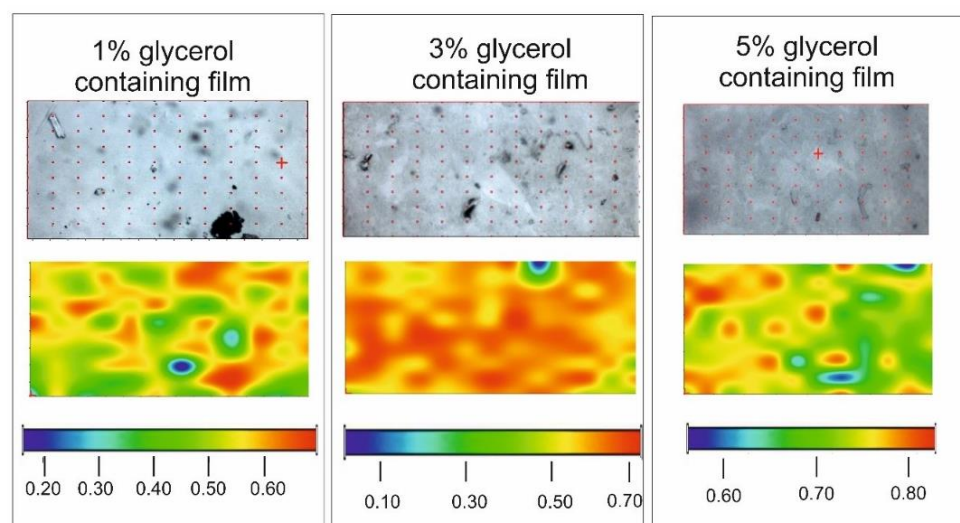 1% glycerol
containing film
3% glycerol
containing film
5% glycerol
containing film
0.20 0.30 0.40 0.50 0.60
0.10 0.30 0.50 0.70
0.60 0.70 0.80